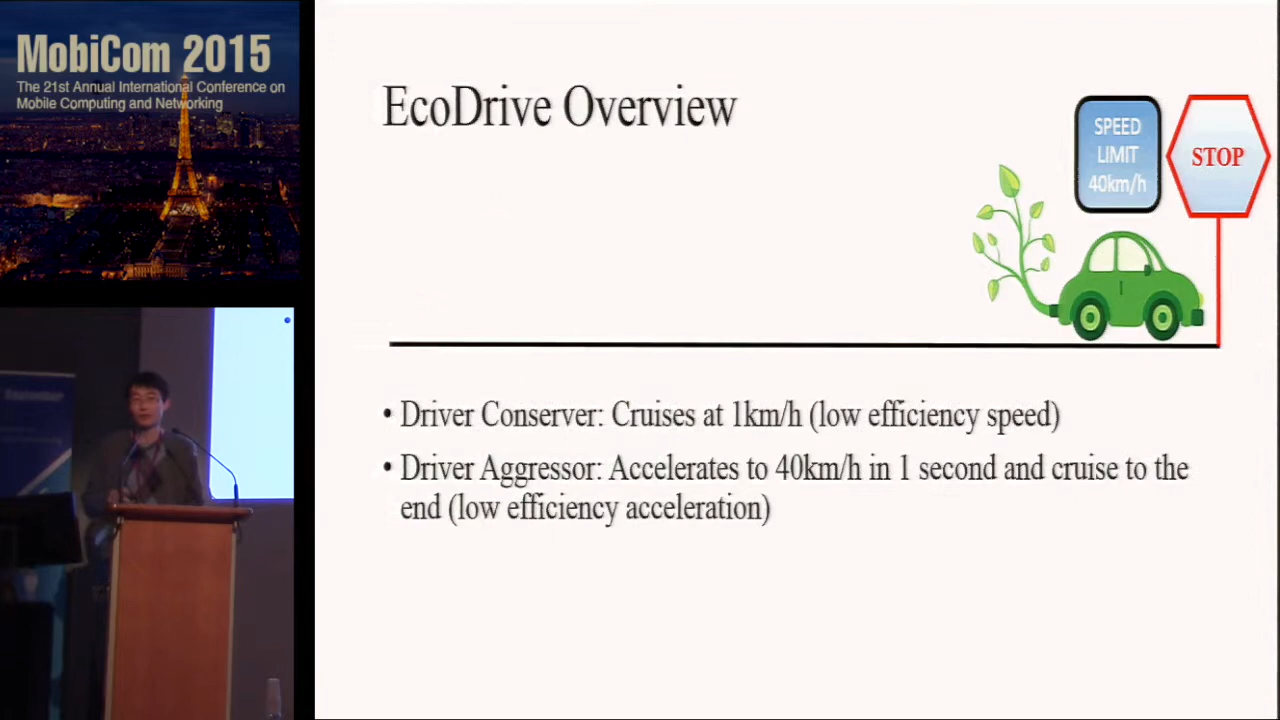 MobiCom 2015
The 21st Annual International Conference on
Mobile Computing and Networking
EcoDrive Overview
SPEED
LIMIT
40km/h
STOP
• Driver Conserver: Cruises at 1km/h (low efficiency speed)
• Driver Aggressor: Accelerates to 40km/h in 1 second and cruise to the
end (low efficiency acceleration)